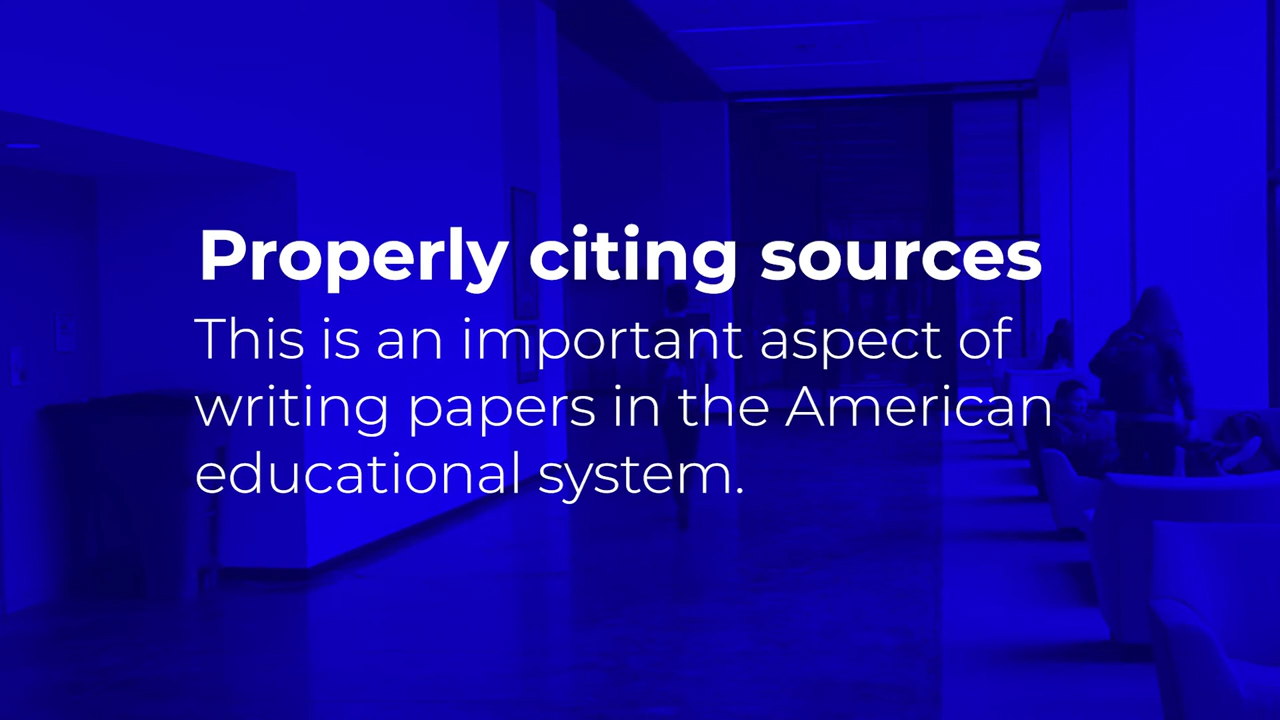 Properly citing sources
This is an important aspect of
writing papers in the American
educational system.